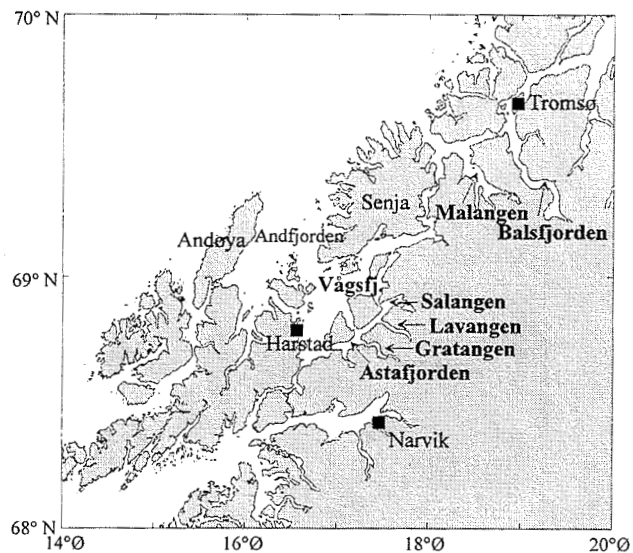 70° N
Tromsø
Senja
Malangen
Balsfjorden
Andøya
Andfjorden
69° N
Vågsfj.
Salangen
Lavangen
Harstad
Gratangen
Astafjorden
Narvik
68° N
14°Ø
16°Ø
18°Ø
20°Ø